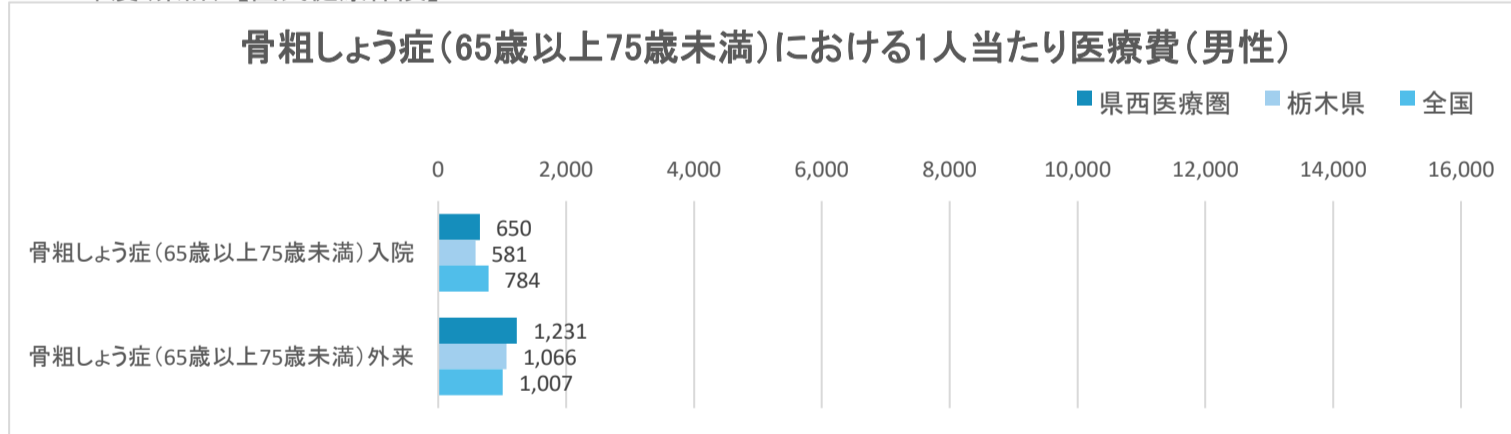 骨粗しょう症（65歳以上75歳未満）における1人当たり医療費（男性）
県西医療圏 栃木県 全国
0 2,000 4,000 6,000 8,000 10,000 12,000 14,000 16,000
骨粗しょう症（65歳以上75歳未満）入院
650
581
784
骨粗しょう症（65歳以上75歳未満）外来
1,231
1,066
1,007